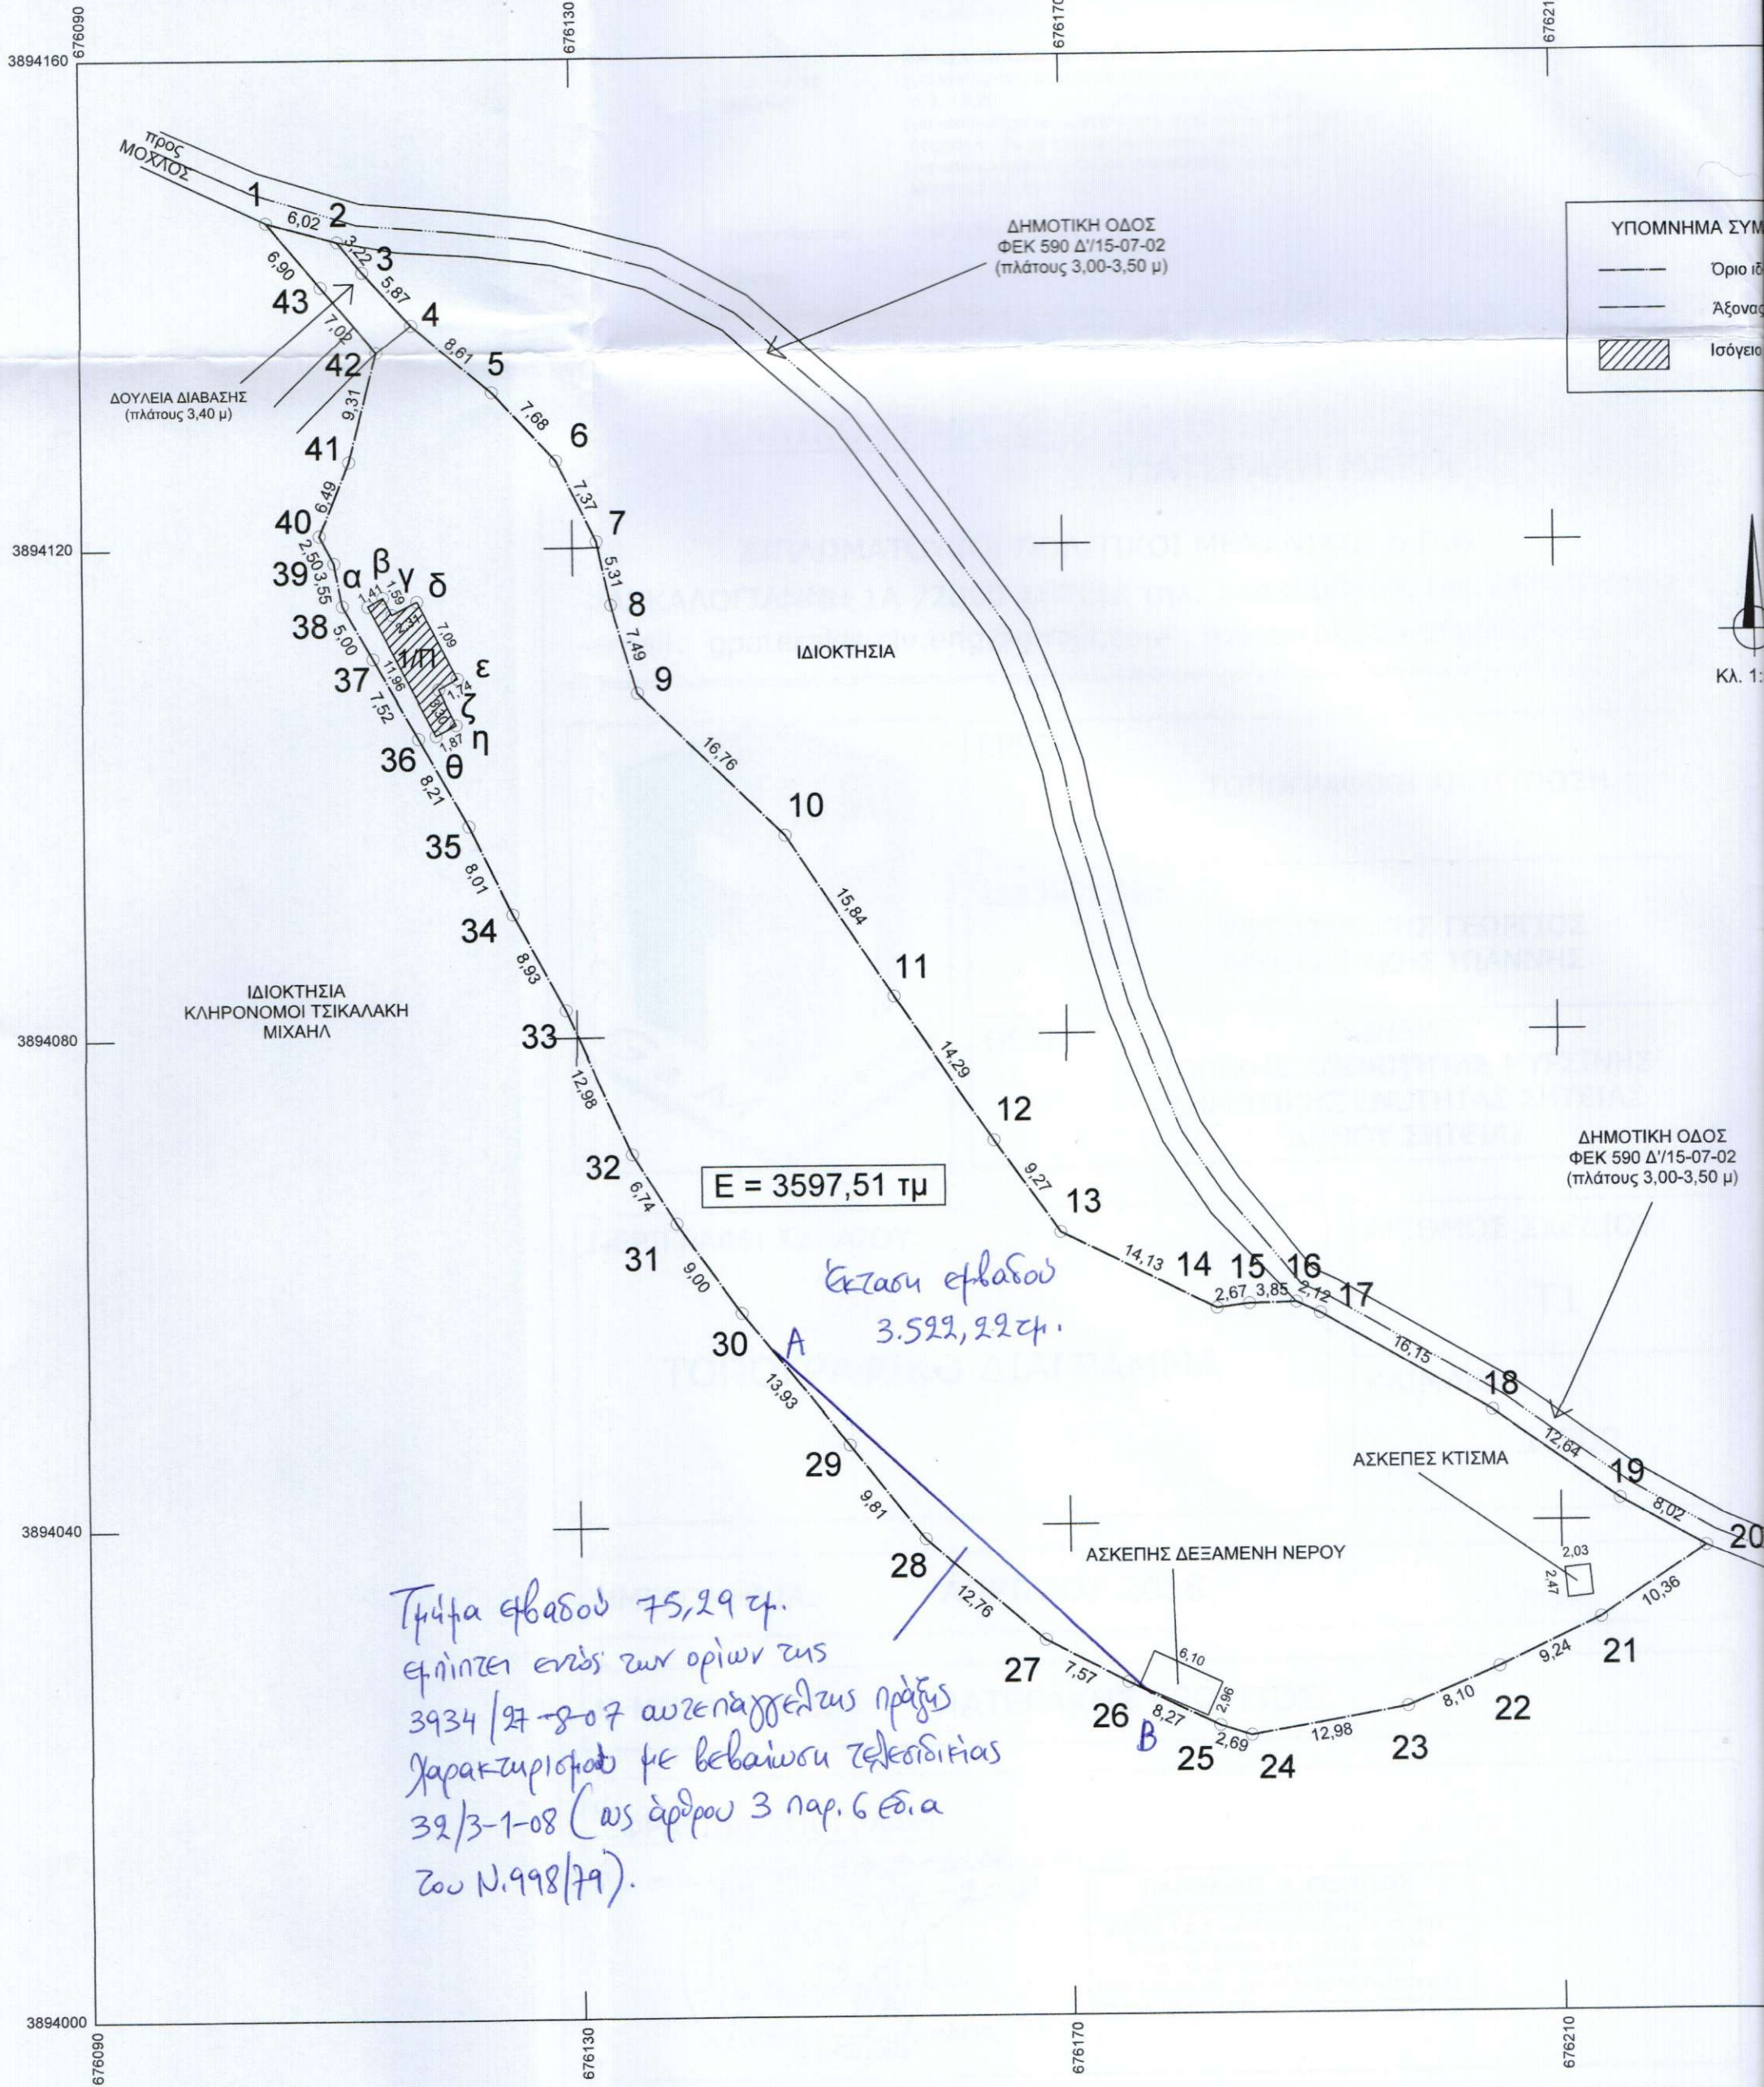 676090
676130
676170
67621
3894160
προς
ΜΟΧΛΟΣ
1
6,02
2
3,22
3
6,90
5,87
43
4
7,02
8,61
42
5
ΔΗΜΟΤΙΚΗ ΟΔΟΣ
ΦΕΚ 590 Δ'/15-07-02
(πλάτους 3,00-3,50 μ)
ΥΠΟΜΝΗΜΑ ΣΥΜ
Όριο ιδ
Άξονας
Ισόγειο
ΔΟΥΛΕΙΑ ΔΙΑΒΑΣΗΣ
(πλάτους 3,40 μ)
9,31
7,68
41
6
6,49
7,37
40
7
3894120
2,50
39
3,55
α
β
γ
δ
1,41
1,59
5,31
8
38
5,00
7,09
7,49
1/Π
11,96
ΙΔΙΟΚΤΗΣΙΑ
37
ε
1,74
9
7,52
3,30
ζ
Κλ. 1:
36
1,87
η
θ
16,76
8,21
10
35
8,01
15,84
34
11
8,93
ΙΔΙΟΚΤΗΣΙΑ
ΚΛΗΡΟΝΟΜΟΙ ΤΣΙΚΑΛΑΚΗ
ΜΙΧΑΗΛ
33
3894080
14,29
12,98
12
ΔΗΜΟΤΙΚΗ ΟΔΟΣ
ΦΕΚ 590 Δ'/15-07-02
(πλάτους 3,00-3,50 μ)
32
9,27
6,74
E = 3597,51 τμ
13
31
14,13
14
15
16
9,00
2,67
3,85
2,12
17
Έκταση εμβαδού
3.522,22 τμ.
30
A
16,15
13,93
18
12,64
29
ΑΣΚΕΠΕΣ ΚΤΙΣΜΑ
19
9,81
8,02
3894040
20
28
ΑΣΚΕΠΗΣ ΔΕΞΑΜΕΝΗ ΝΕΡΟΥ
2,03
2,47
12,76
10,36
21
27
6,10
9,24
7,57
2,96
26
22
8,27
8,10
B
25
2,69
24
12,98
23
Τμήμα εμβαδού 75,29 τμ.
εμπίπτει εντός των ορίων της
3934/27-8-07 αυτεπάγγελτης πράξης
χαρακτηρισμού με βεβαίωση τελεσιδικίας
32/3-1-08 (ως άρθρου 3 παρ. 6 εδ. α
του Ν.998/79).
3894000
676090
676130
676170
676210